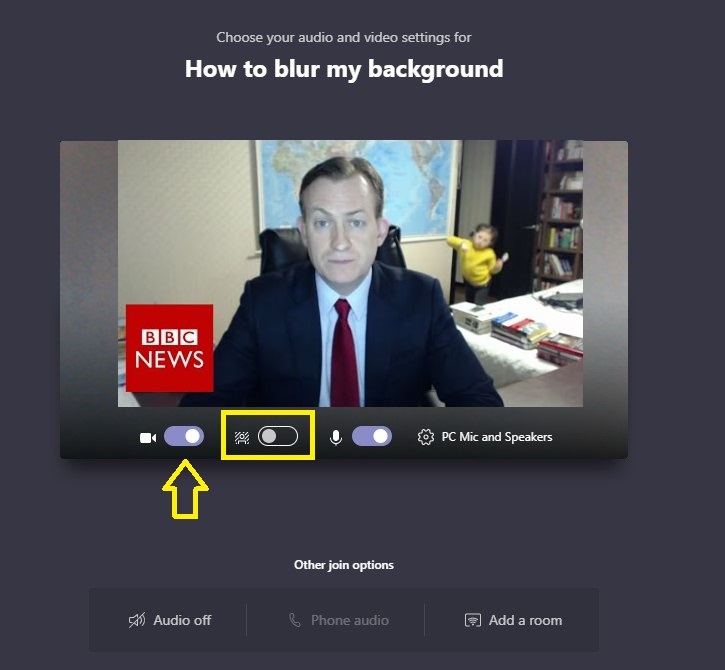 Choose your audio and video settings for
How to blur my background
BBC
NEWS
PC Mic and Speakers
Other join options
Audio off
Phone audio
Add a room